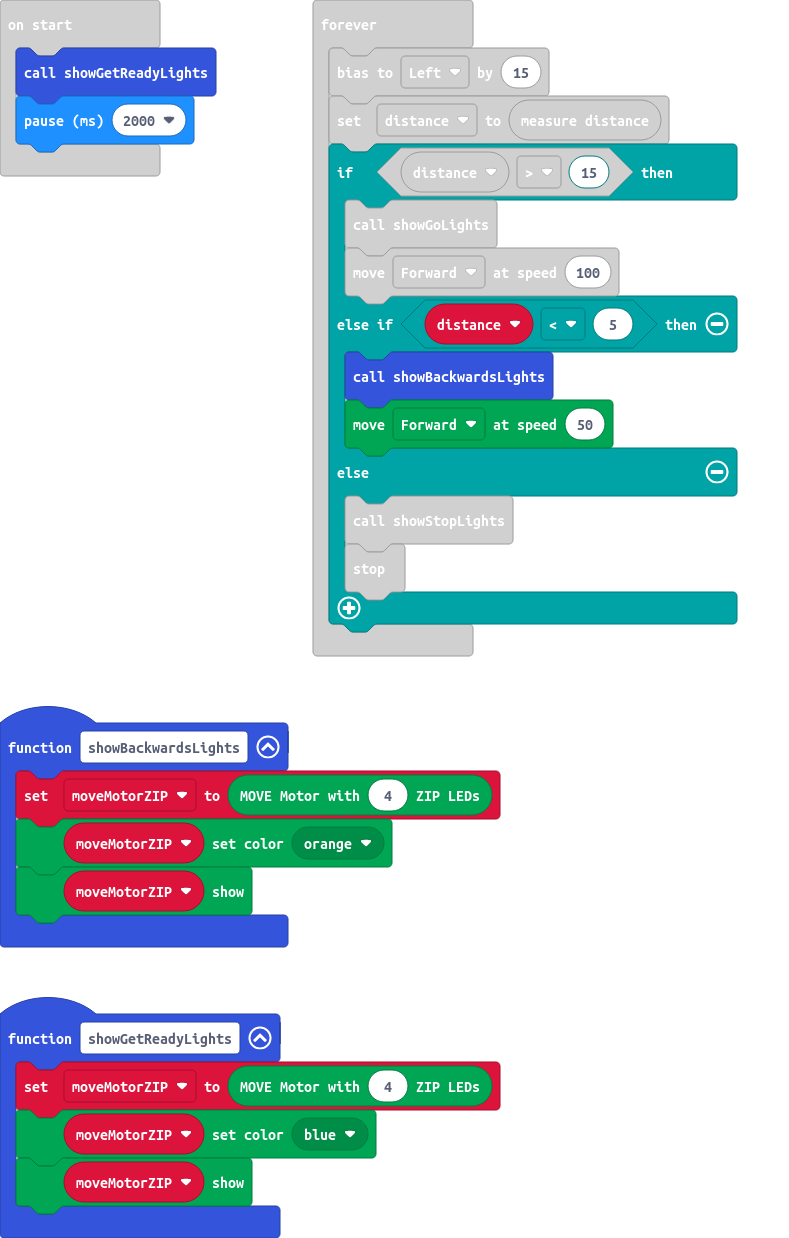 on start
call showGetReadyLights
pause (ms) 2000
forever
bias to Left by 15
set distance to measure distance
if distance > 15 then
call showGoLights
move Forward at speed 100
else if distance < 5 then
call showBackwardsLights
move Forward at speed 50
else
call showStopLights
stop
function showBackwardsLights
set moveMotorZIP to MOVE Motor with 4 ZIP LEDs
moveMotorZIP set color orange
moveMotorZIP show
function showGetReadyLights
set moveMotorZIP to MOVE Motor with 4 ZIP LEDs
moveMotorZIP set color blue
moveMotorZIP show